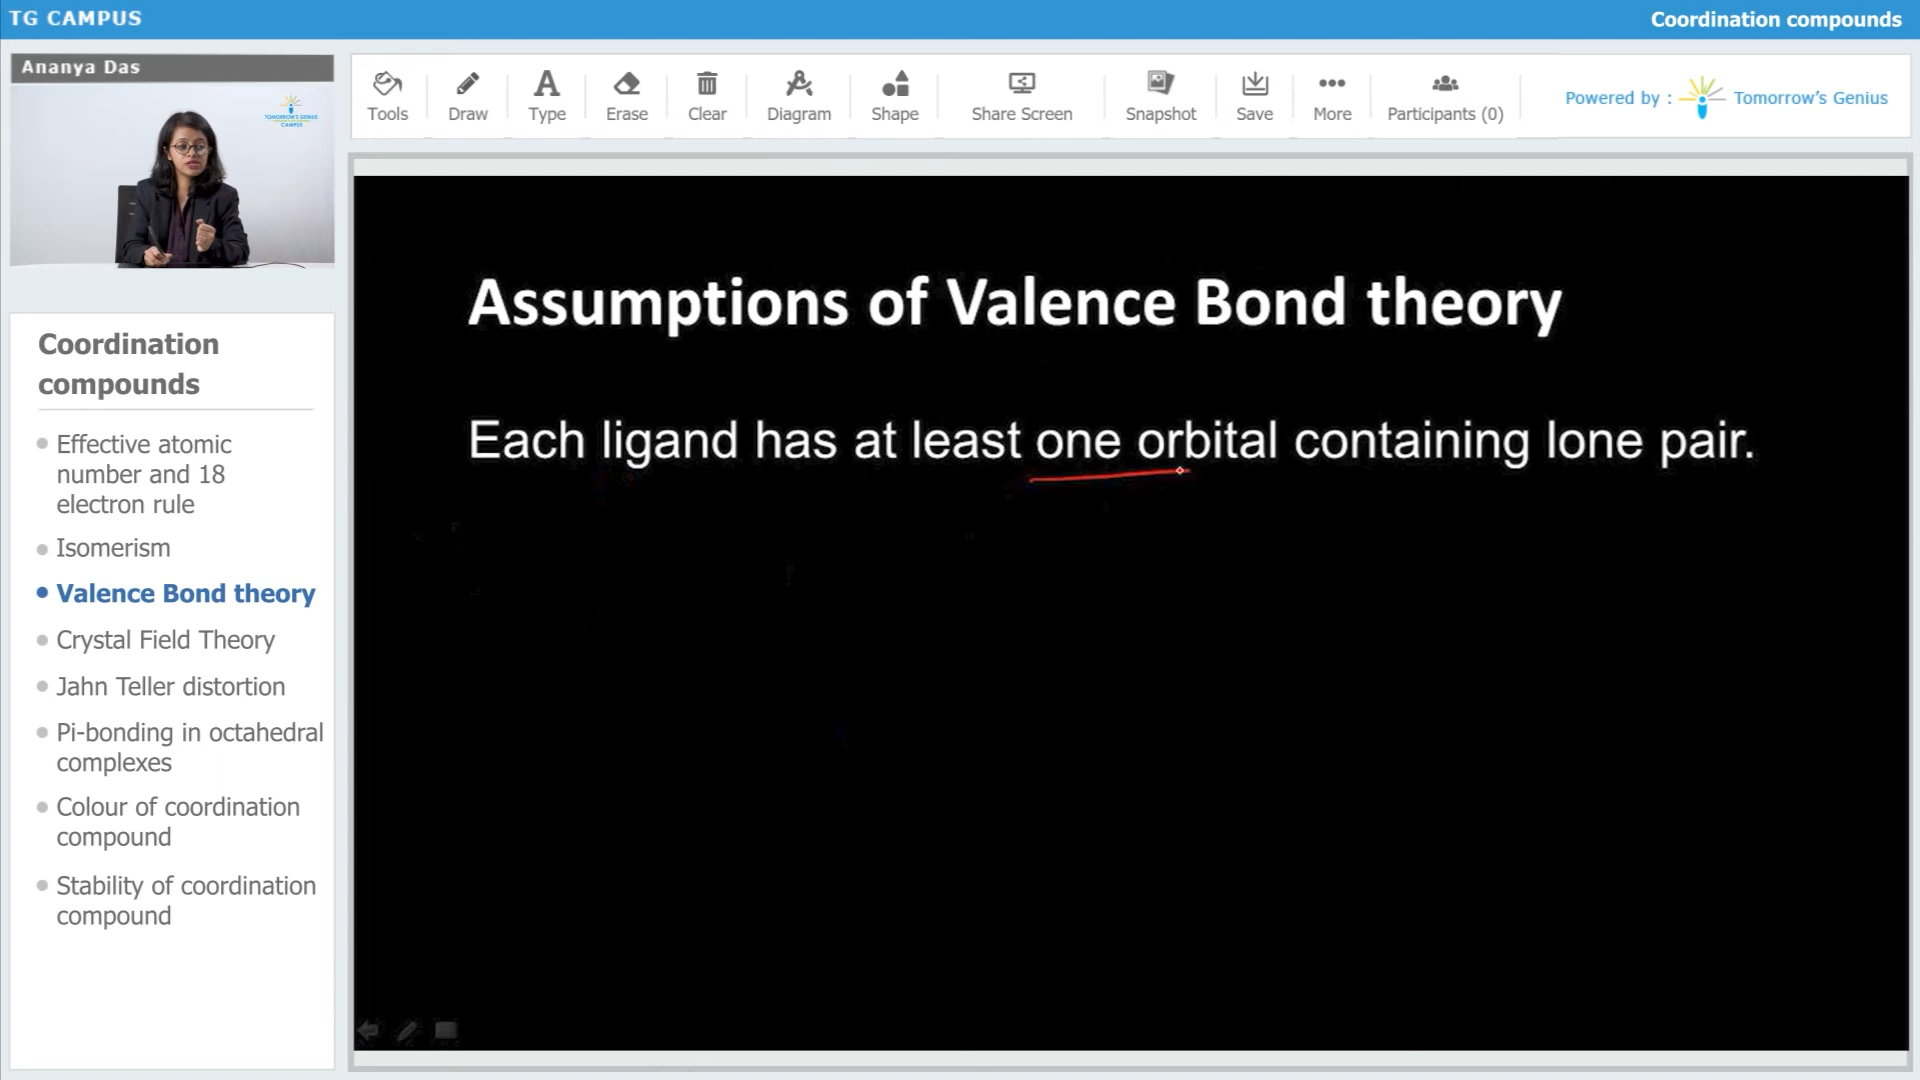 TG CAMPUS
Coordination compounds
Ananya Das
TOMORROW'S GENIUS
CAMPUS
Tools
Draw
Type
Erase
Clear
Diagram
Shape
Share Screen
Snapshot
Save
More
Participants (0)
Powered by :
Tomorrow's Genius
Coordination
compounds
Effective atomic
number and 18
electron rule
Isomerism
Valence Bond theory
Crystal Field Theory
Jahn Teller distortion
Pi-bonding in octahedral
complexes
Colour of coordination
compound
Stability of coordination
compound
Assumptions of Valence Bond theory
Each ligand has at least one orbital containing lone pair.